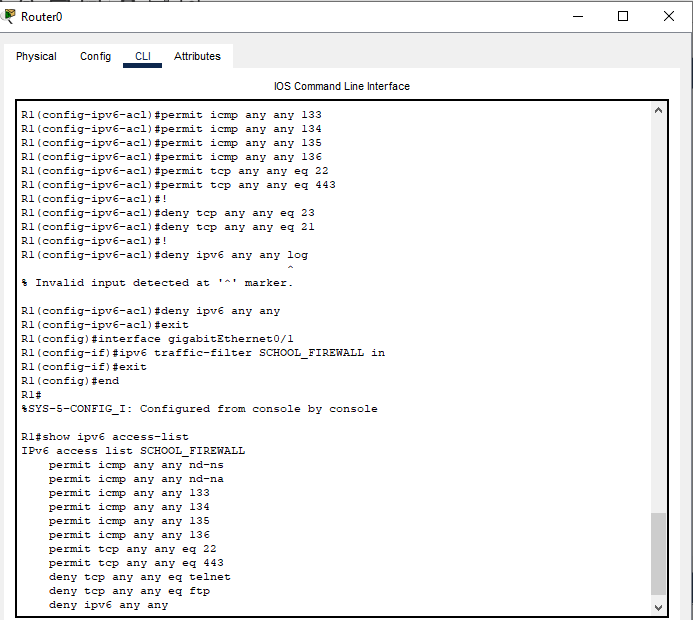 Router0
Physical Config CLI Attributes
IOS Command Line Interface
R1(config-ipv6-acl)#permit icmp any any 133
R1(config-ipv6-acl)#permit icmp any any 134
R1(config-ipv6-acl)#permit icmp any any 135
R1(config-ipv6-acl)#permit icmp any any 136
R1(config-ipv6-acl)#permit tcp any any eq 22
R1(config-ipv6-acl)#permit tcp any any eq 443
R1(config-ipv6-acl)#!
R1(config-ipv6-acl)#deny tcp any any eq 23
R1(config-ipv6-acl)#deny tcp any any eq 21
R1(config-ipv6-acl)#!
R1(config-ipv6-acl)#deny ipv6 any any log
^
% Invalid input detected at '^' marker.
R1(config-ipv6-acl)#deny ipv6 any any
R1(config-ipv6-acl)#exit
R1(config)#interface gigabitEthernet0/1
R1(config-if)#ipv6 traffic-filter SCHOOL_FIREWALL in
R1(config-if)#exit
R1(config)#end
R1#
%SYS-5-CONFIG_I: Configured from console by console
R1#show ipv6 access-list
IPv6 access list SCHOOL_FIREWALL
permit icmp any any nd-ns
permit icmp any any nd-na
permit icmp any any 133
permit icmp any any 134
permit icmp any any 135
permit icmp any any 136
permit tcp any any eq 22
permit tcp any any eq 443
deny tcp any any eq telnet
deny tcp any any eq ftp
deny ipv6 any any